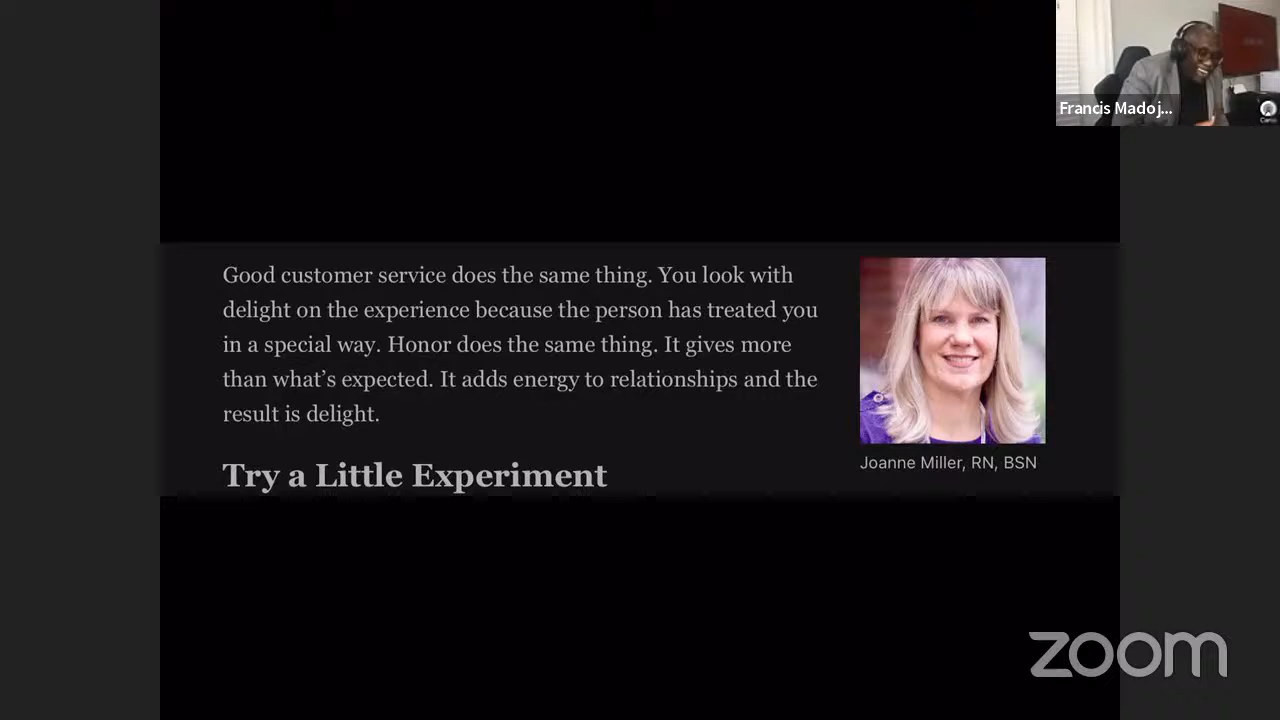 Francis Madoj...
Good customer service does the same thing. You look with
delight on the experience because the person has treated you
in a special way. Honor does the same thing. It gives more
than what’s expected. It adds energy to relationships and the
result is delight.
Joanne Miller, RN, BSN
Try a Little Experiment
zoom